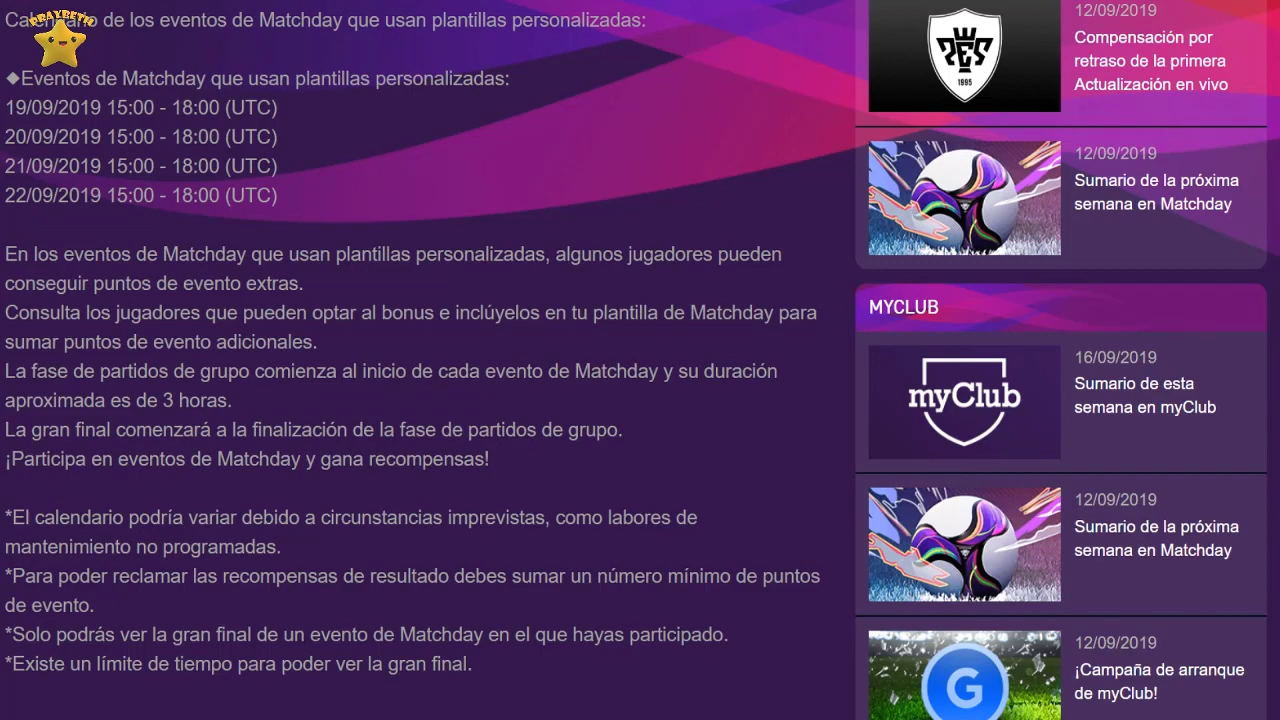 Calendario de los eventos de Matchday que usan plantillas personalizadas:
◆Eventos de Matchday que usan plantillas personalizadas:
19/09/2019 15:00 - 18:00 (UTC)
20/09/2019 15:00 - 18:00 (UTC)
21/09/2019 15:00 - 18:00 (UTC)
22/09/2019 15:00 - 18:00 (UTC)
En los eventos de Matchday que usan plantillas personalizadas, algunos jugadores pueden
conseguir puntos de evento extras.
Consulta los jugadores que pueden optar al bonus e inclúyelos en tu plantilla de Matchday para
sumar puntos de evento adicionales.
La fase de partidos de grupo comienza al inicio de cada evento de Matchday y su duración
aproximada es de 3 horas.
La gran final comenzará a la finalización de la fase de partidos de grupo.
¡Participa en eventos de Matchday y gana recompensas!
*El calendario podría variar debido a circunstancias imprevistas, como labores de
mantenimiento no programadas.
*Para poder reclamar las recompensas de resultado debes sumar un número mínimo de puntos
de evento.
*Solo podrás ver la gran final de un evento de Matchday en el que hayas participado.
*Existe un límite de tiempo para poder ver la gran final.
PES
1995
12/09/2019
Compensación por
retraso de la primera
Actualización en vivo
12/09/2019
Sumario de la próxima
semana en Matchday
MYCLUB
myClub
16/09/2019
Sumario de esta
semana en myClub
12/09/2019
Sumario de la próxima
semana en Matchday
G
12/09/2019
¡Campaña de arranque
de myClub!